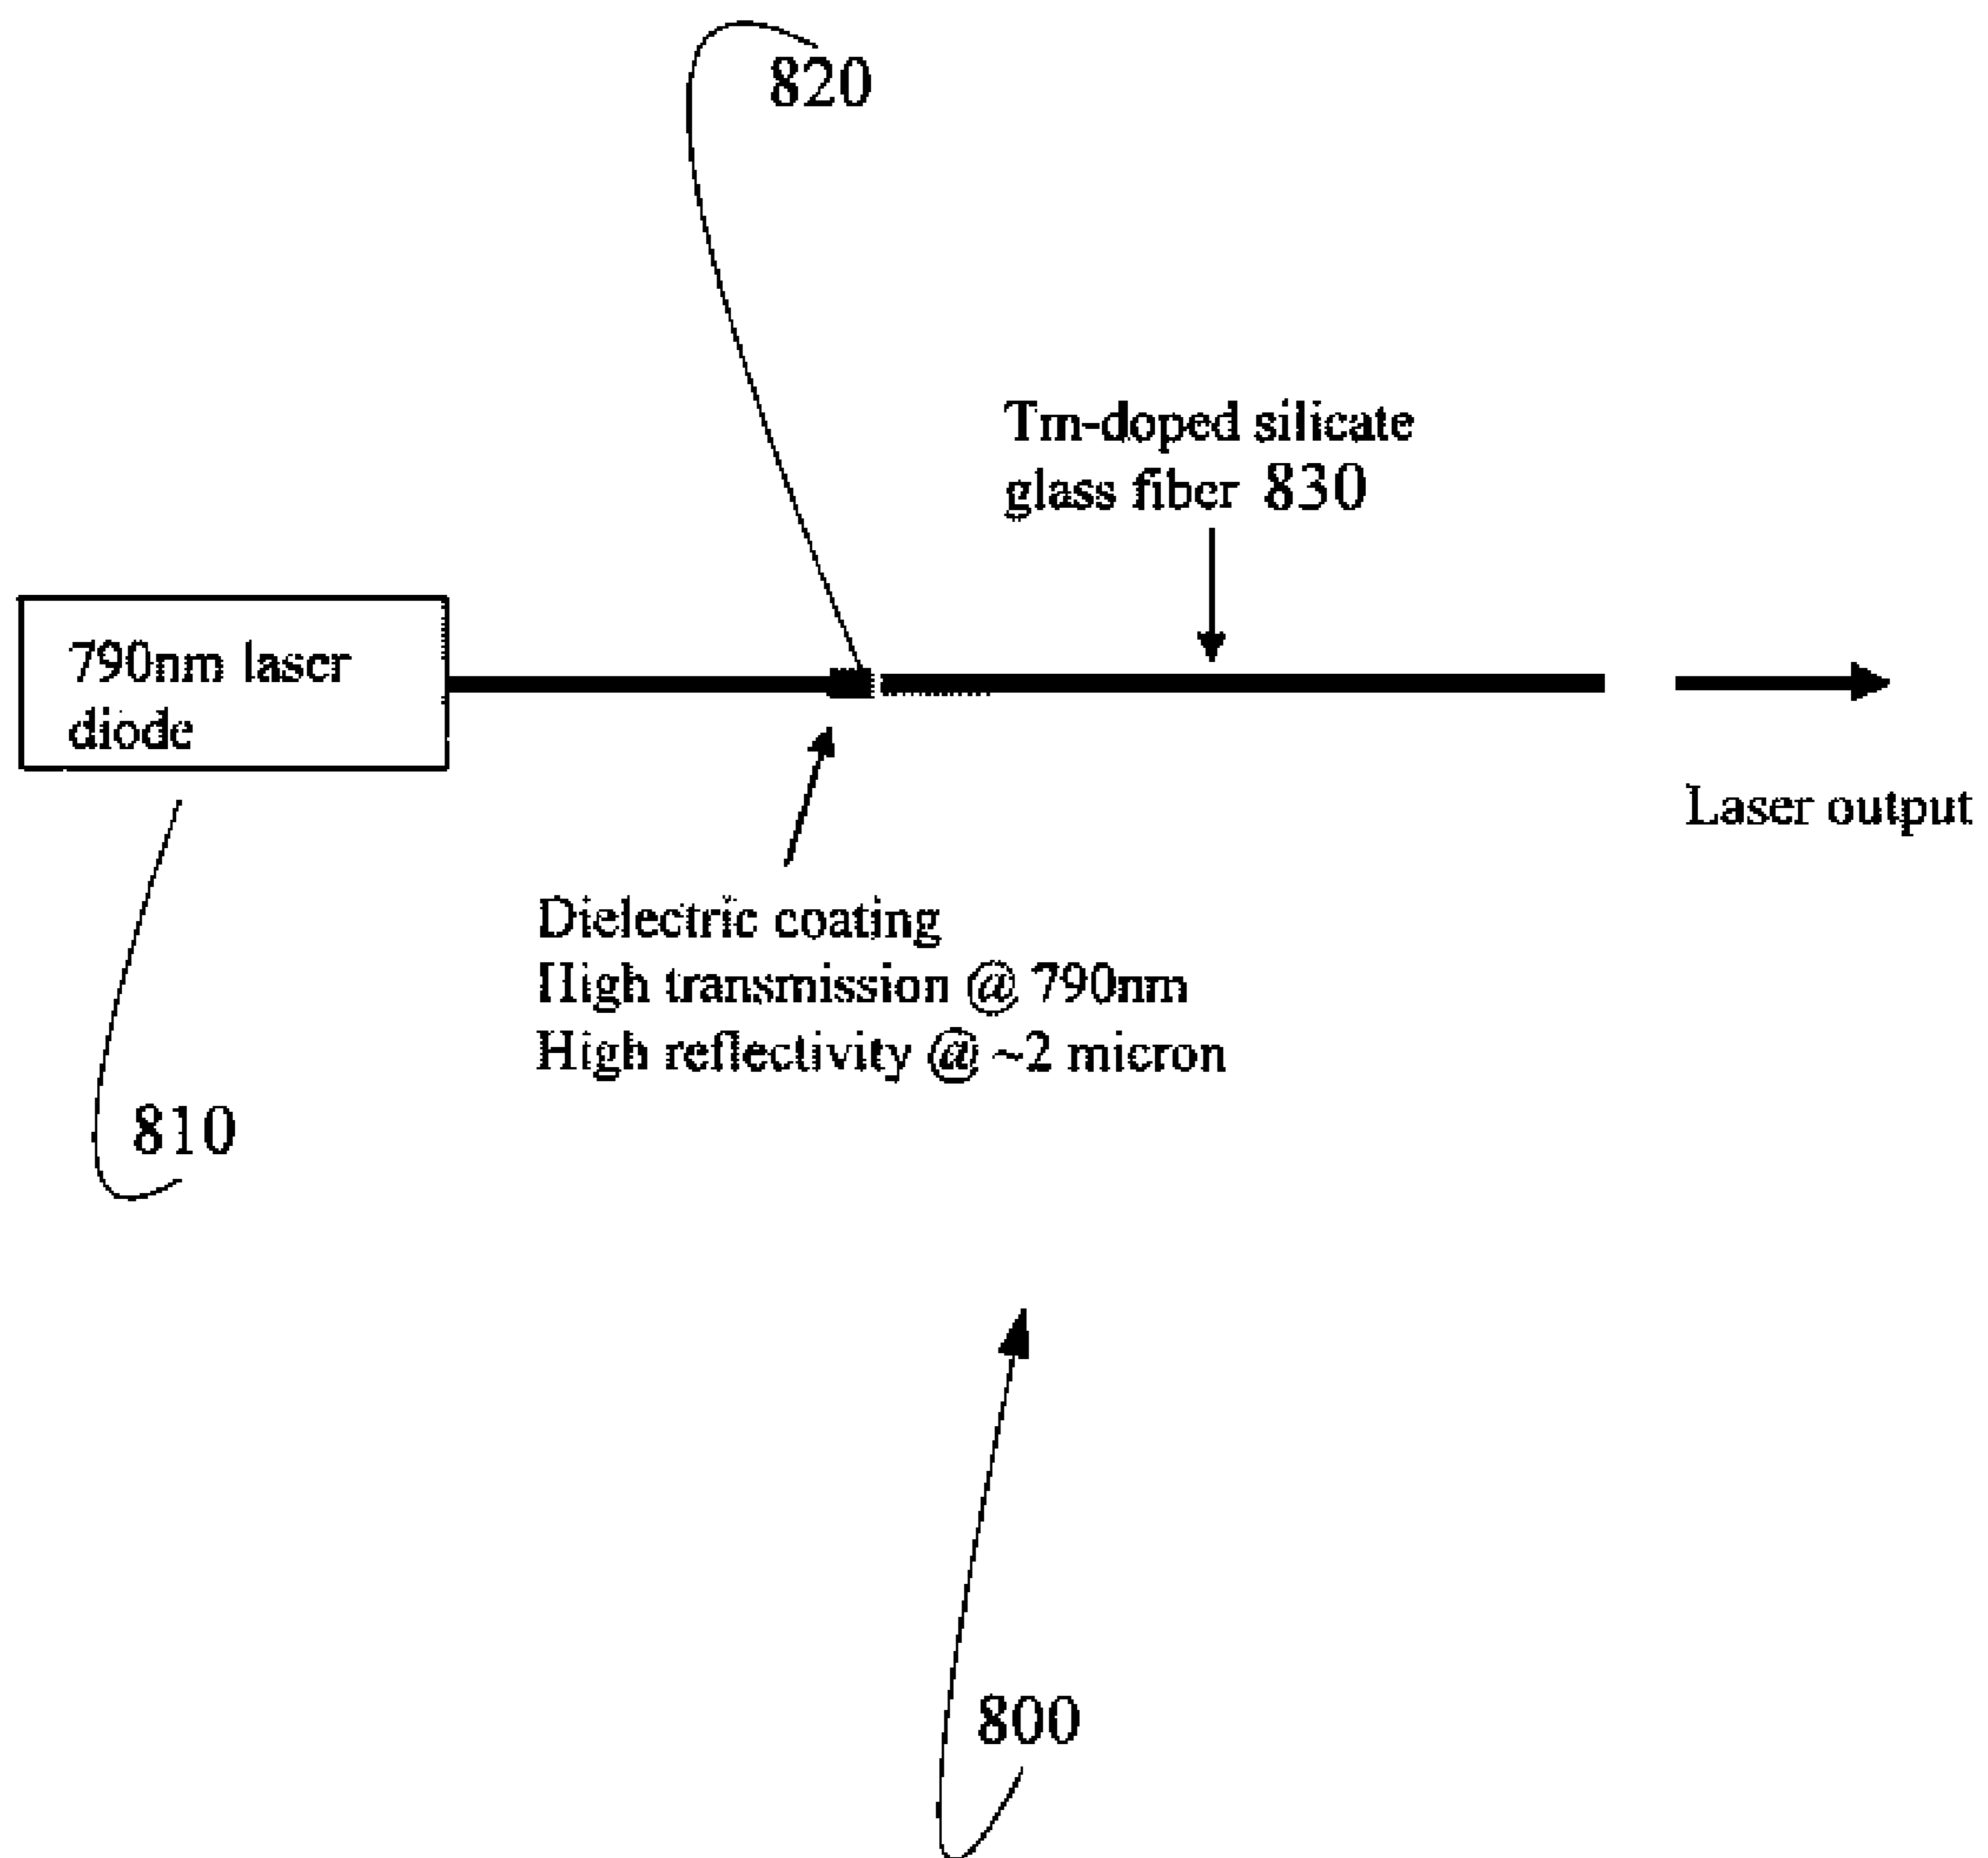 820
Tm-doped silicate
glass fiber 830
790nm laser
diode
Laser output
Dielectric coating
High transmission @ 790nm
High reflectivity @ ~2 micron
810
800